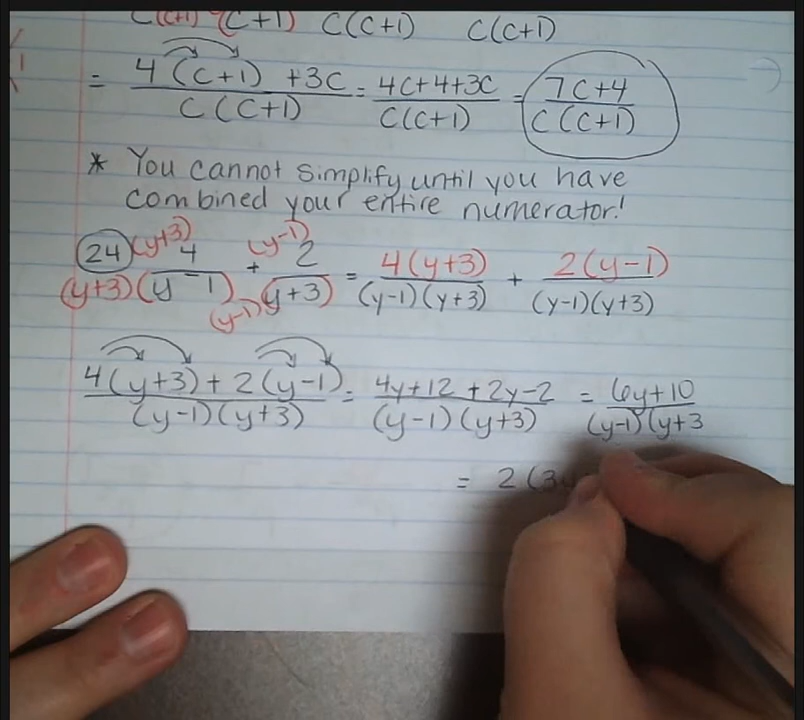 C(C+1) (C+1) C(C+1) C(C+1)
= 4(C+1) +3C / C(C+1) = 4C+4+3C / C(C+1) = 7C+4 / C(C+1)
* You cannot simplify until you have
combined your entire numerator!
24 (y+3) 4 / (y+3)(y-1) + (y-1) 2 / (y-1)(y+3) = 4(y+3) / (y-1)(y+3) + 2(y-1) / (y-1)(y+3)
4(y+3)+2(y-1) / (y-1)(y+3) = 4y+12+2y-2 / (y-1)(y+3) = 6y+10 / (y-1)(y+3
= 2(3y